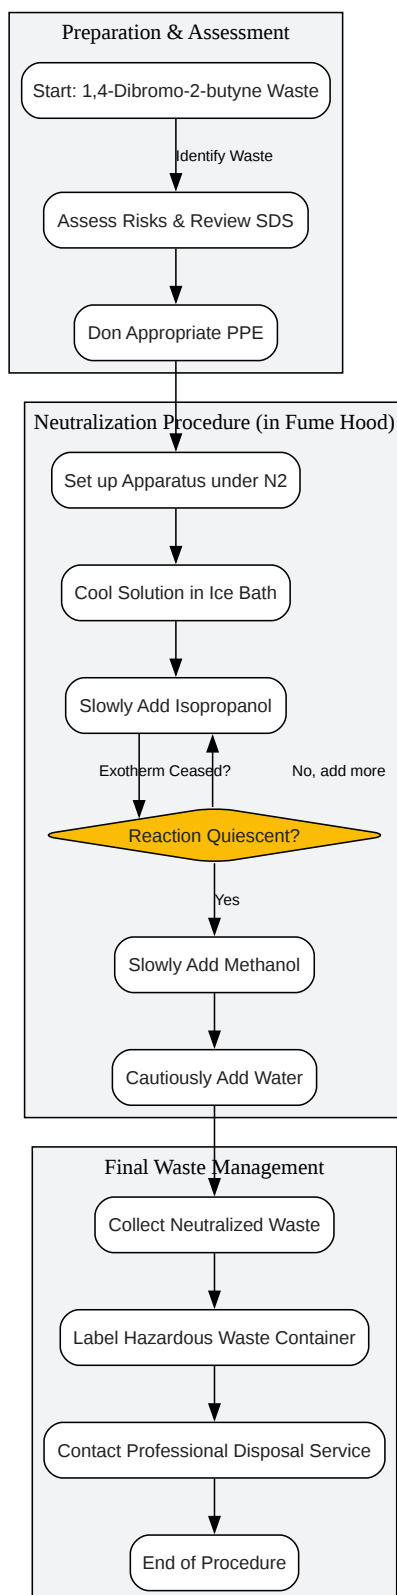 Preparation & Assessment
Start: 1,4-Dibromo-2-butyne Waste
Identify Waste
Assess Risks & Review SDS
Don Appropriate PPE
Neutralization Procedure (in Fume Hood)
Set up Apparatus under N2
Cool Solution in Ice Bath
Slowly Add Isopropanol
Exotherm Ceased?
No, add more
Reaction Quiescent?
Yes
Slowly Add Methanol
Cautiously Add Water
Final Waste Management
Collect Neutralized Waste
Label Hazardous Waste Container
Contact Professional Disposal Service
End of Procedure